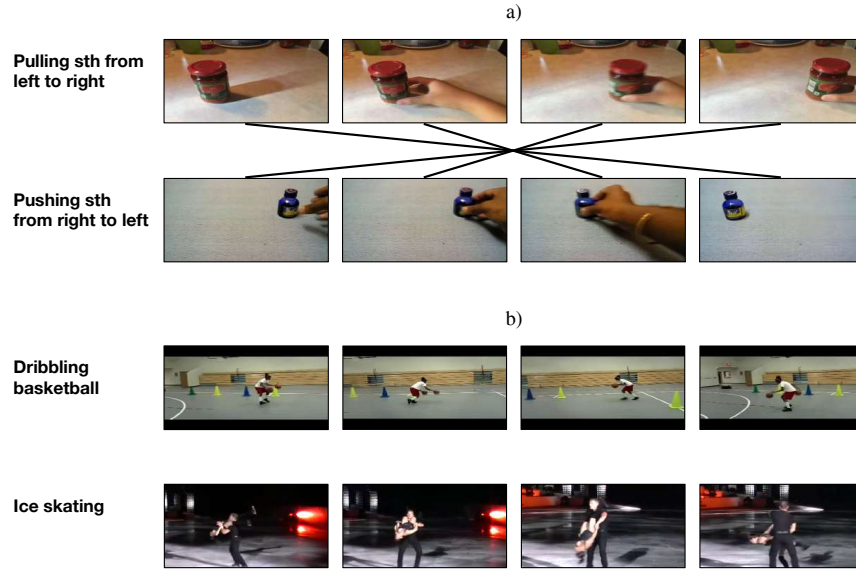 a)
Pulling sth from
left to right
Pushing sth
from right to left
b)
Dribbling
basketball
Ice skating